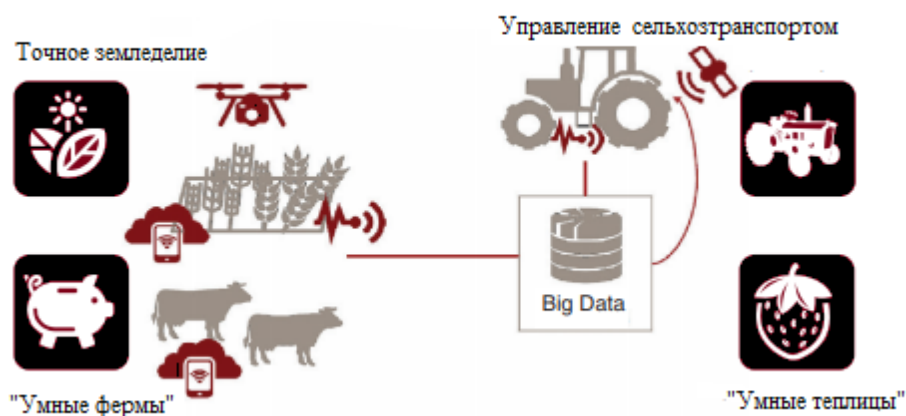 Управление сельхозтранспортом
Точное земледелие
Big Data
"Умные фермы"
"Умные теплицы"